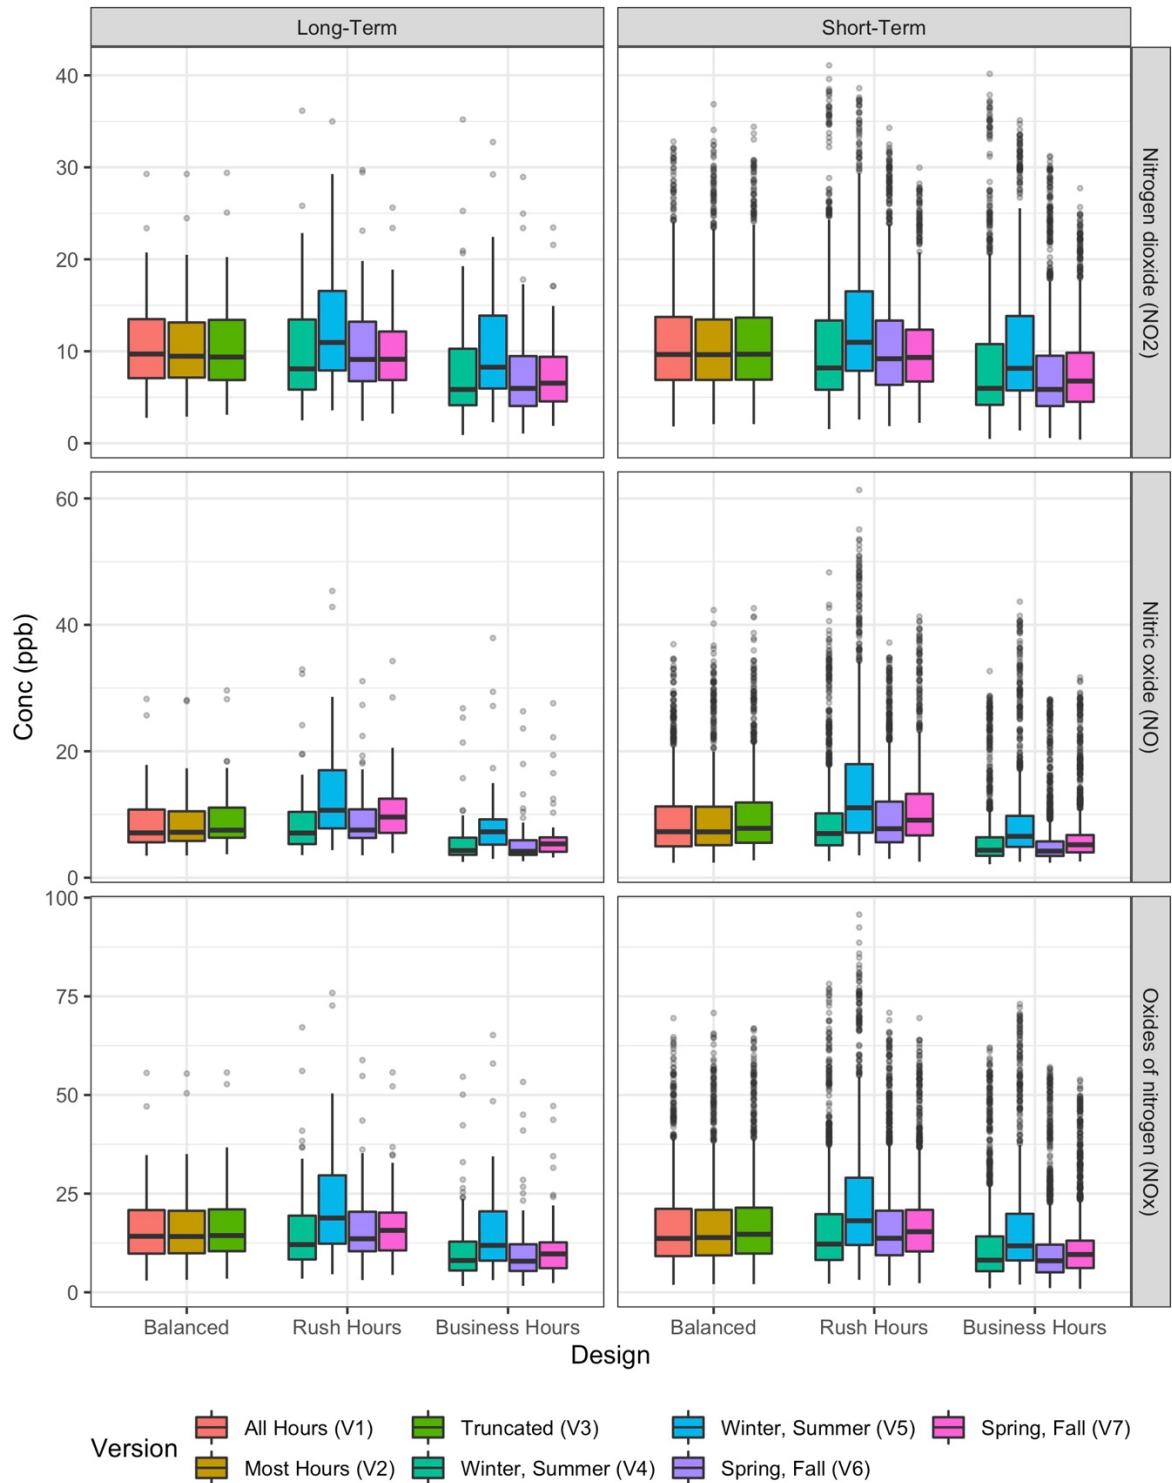 Long-Term
Short-Term
40
30
20
10
0
Nitrogen dioxide (NO2)
60
40
20
0
Nitric oxide (NO)
100
75
50
25
0
Oxides of nitrogen (NOx)
Conc (ppb)
Balanced Rush Hours Business Hours
Balanced Rush Hours Business Hours
Design
Version
All Hours (V1) Truncated (V3) Winter, Summer (V5) Spring, Fall (V7)
Most Hours (V2) Winter, Summer (V4) Spring, Fall (V6)